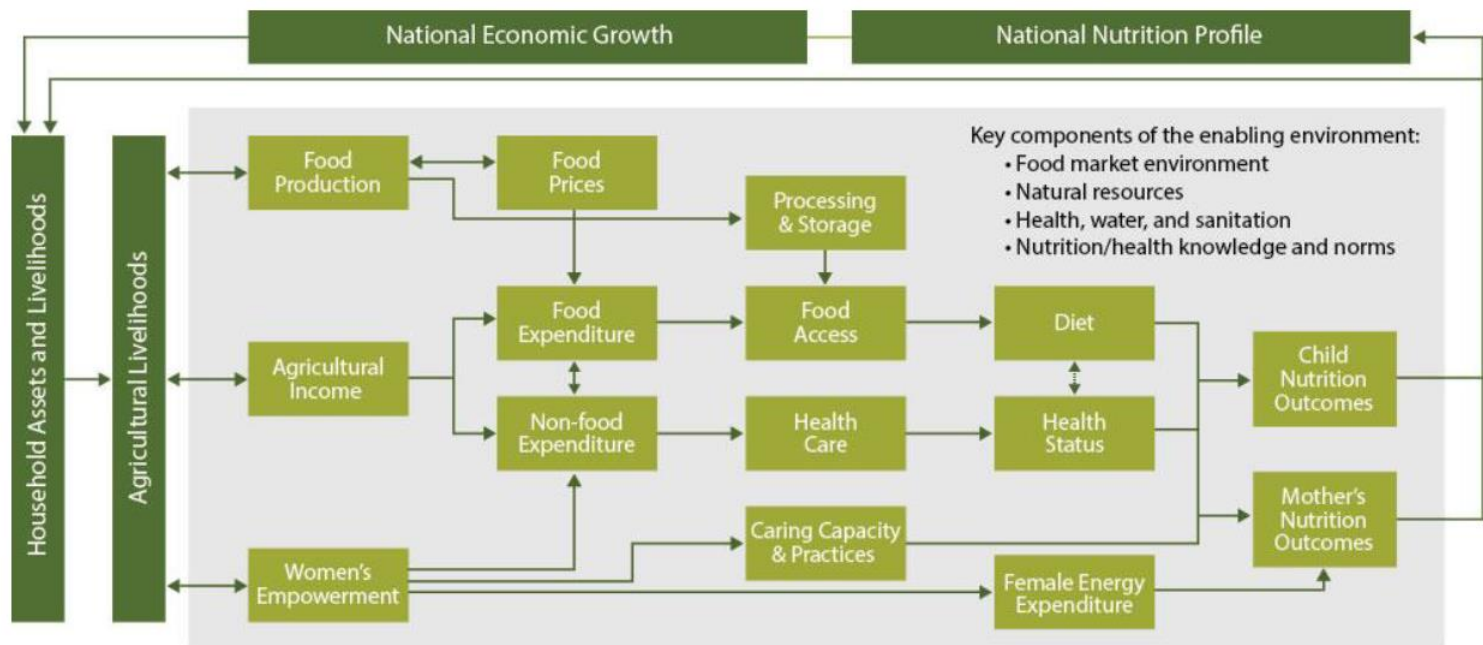 National Economic Growth
National Nutrition Profile
Household Assets and Livelihoods
Agricultural Livelihoods
Key components of the enabling environment:
• Food market environment
• Natural resources
• Health, water, and sanitation
• Nutrition/health knowledge and norms
Food
Production
Food
Prices
Processing
& Storage
Food
Expenditure
Food
Access
Diet
Agricultural
Income
Child
Nutrition
Outcomes
Non-food
Expenditure
Health
Care
Health
Status
Mother's
Nutrition
Outcomes
Caring Capacity
& Practices
Women's
Empowerment
Female Energy
Expenditure